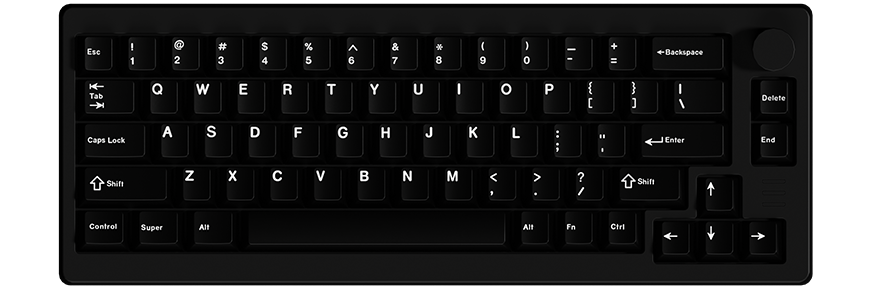 Esc ! 1 @ 2 # 3 $ 4 % 5 ^ 6 & 7 * 8 ( 9 ) 0 _ - + = ←Backspace
Tab Q W E R T Y U I O P { [ } ] | \ Delete
Caps Lock A S D F G H J K L : ; " ' Enter End
Shift Z X C V B N M < , > . ? / Shift ↑
Control Super Alt Alt Fn Ctrl ← ↓ →